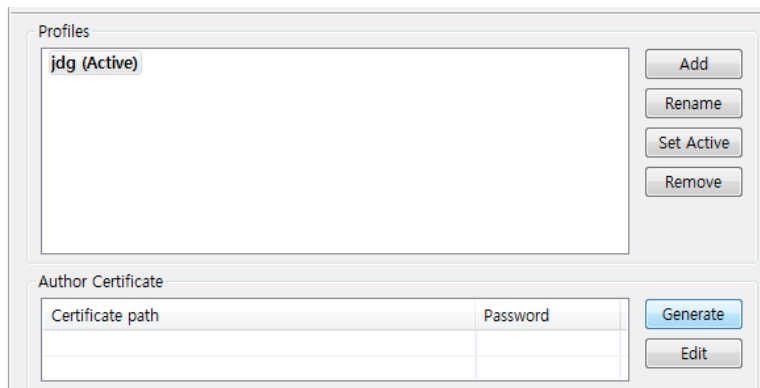 Profiles
jdg (Active)
Add
Rename
Set Active
Remove
Author Certificate
Certificate path
Password
Generate
Edit